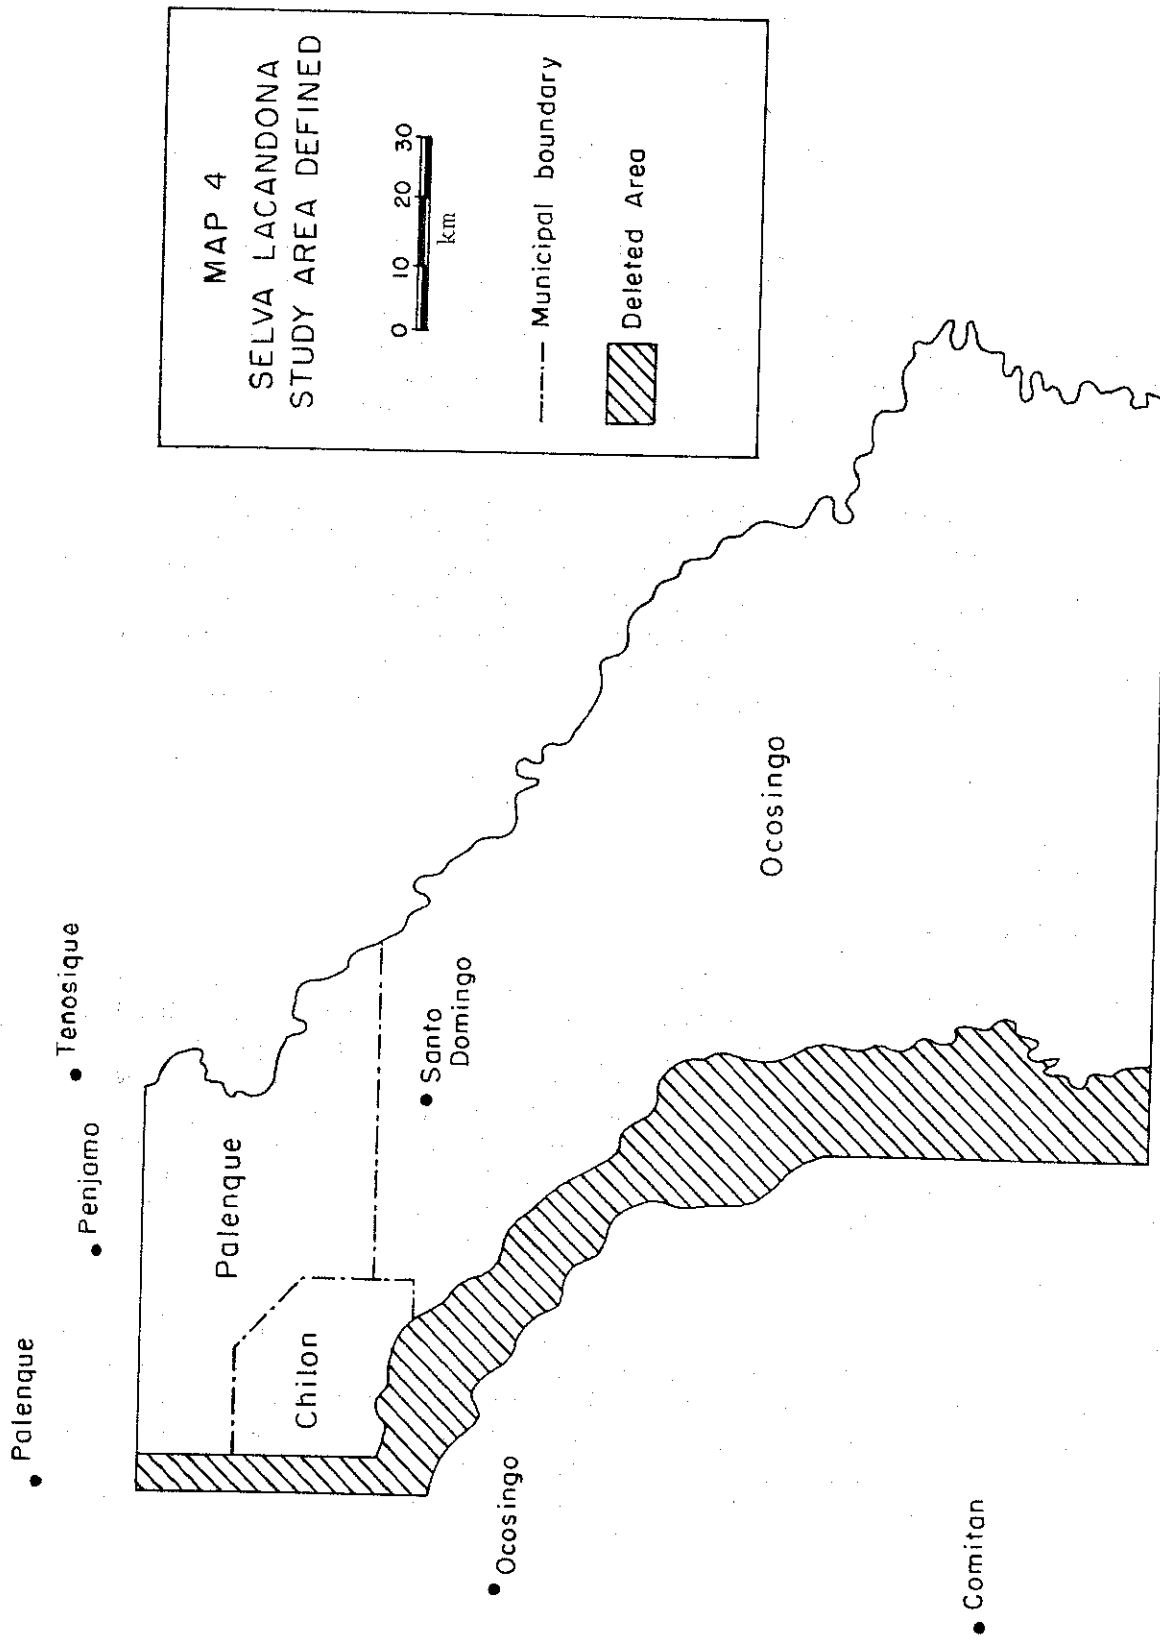 MAP 4
SELVA LACANDONA
STUDY AREA DEFINED
0 10 20 30
km
Municipal boundary
Deleted Area
Palenque
Penjamo
Tenosique
Palenque
Chilon
Santo
Domingo
Ocosingo
Ocosingo
Comitan